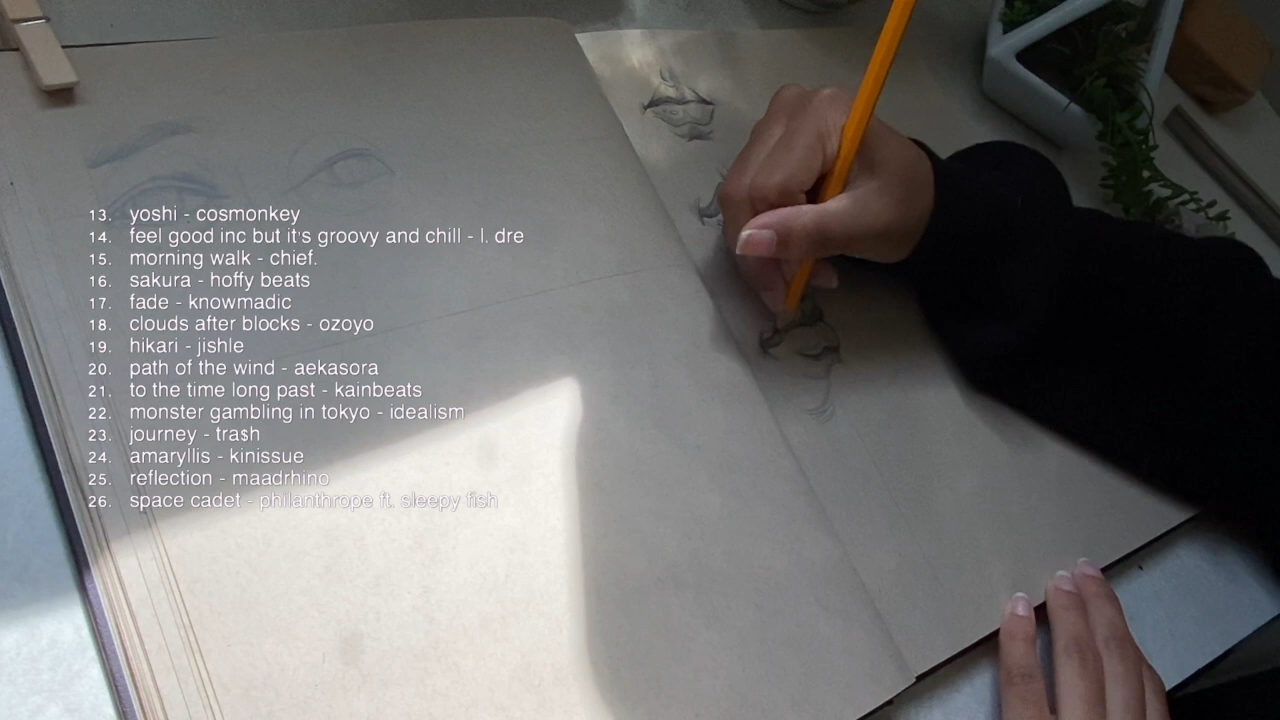 13. yoshi - cosmonkey
14. feel good inc but it's groovy and chill - l. dre
15. morning walk - chief.
16. sakura - hoffy beats
17. fade - knowmadic
18. clouds after blocks - ozoyo
19. hikari - jishle
20. path of the wind - aekasora
21. to the time long past - kainbeats
22. monster gambling in tokyo - idealism
23. journey - tra$h
24. amaryllis - kinissue
25. reflection - maadrhino
26. space cadet - philanthrope ft. sleepy fish